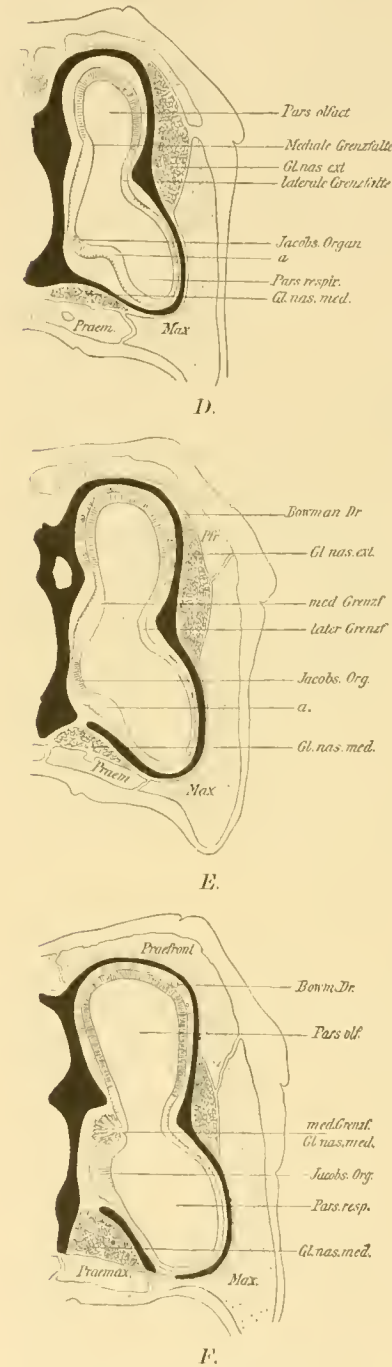 Pars olfact
Mediale Grenzfalte
Gl. nas ext
laterale Grenzfalte
Jacobs. Organ
a
Pars respir.
Gl. nas. med.
Praem.
Max
D.
Bowman Dr
Pfr
Gl nas. ext.
med Grenzf
later Grenzf
Jacobs. Org.
a.
Gl. nas. med.
Praem
Max
E.
Praefront
Bowm. Dr.
Pars olf.
med. Grenzf.
Gl. nas. med.
Jacobs. Org.
Pars. resp.
Gl. nas. med.
Praemax.
Max.
F.